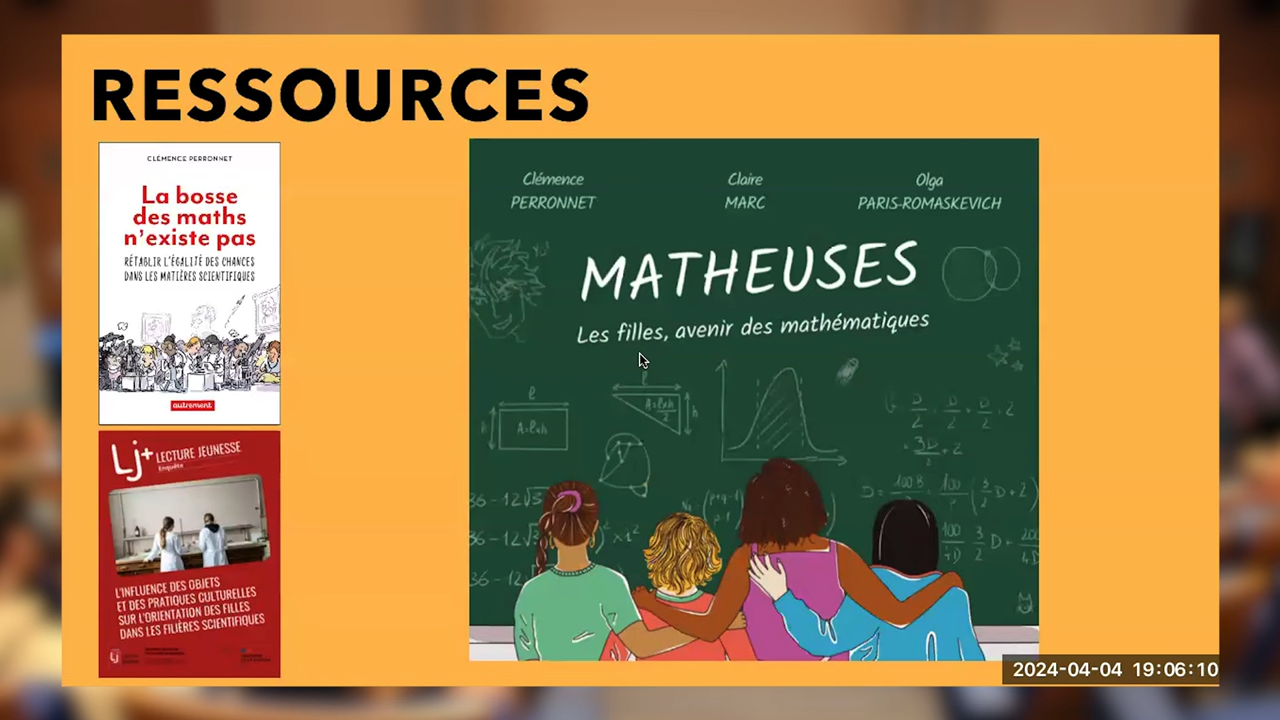 RESSOURCES
CLÉMENCE PERRONNET
La bosse
des maths
n'existe pas
RÉTABLIR L'ÉGALITÉ DES CHANCES
DANS LES MATIÈRES SCIENTIFIQUES
autrement
Lj+ LECTURE JEUNESSE
Enquête
L'INFLUENCE DES OBJETS
ET DES PRATIQUES CULTURELLES
SUR L'ORIENTATION DES FILLES
DANS LES FILIÈRES SCIENTIFIQUES
Clémence
PERRONNET
Claire
MARC
Olga
PARIS-ROMASKEVICH
MATHEUSES
Les filles, avenir des mathématiques
2024-04-04 19:06:10